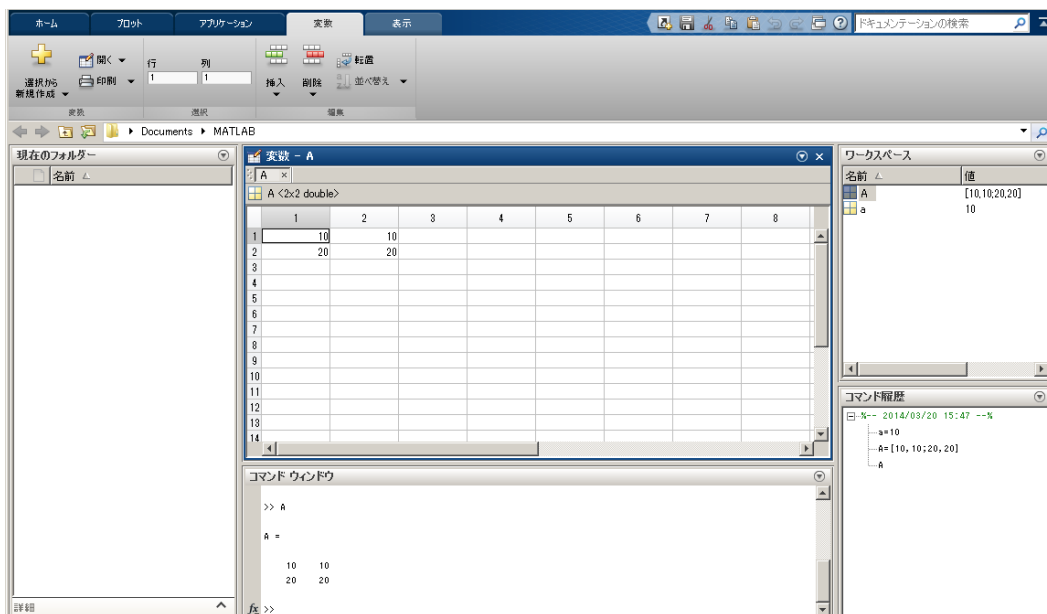 ホーム プロット アプリケーション 変数 表示 ドキュメンテーションの検索
選択から
新規作成
開く
印刷
行 列
1 1
挿入 削除
転置
並べ替え
変数 選択 編集
Documents MATLAB
現在のフォルダー
名前
詳細
変数 - A
A
A <2x2 double>
1 2 3 4 5 6 7 8
1 10 10
2 20 20
3
4
5
6
7
8
9
10
11
12
13
14
コマンド ウィンドウ
>> A
A =
10 10
20 20
fx >>
ワークスペース
名前 値
A [10,10;20,20]
a 10
コマンド履歴
%-- 2014/03/20 15:47 --%
a=10
A=[10,10;20,20]
A